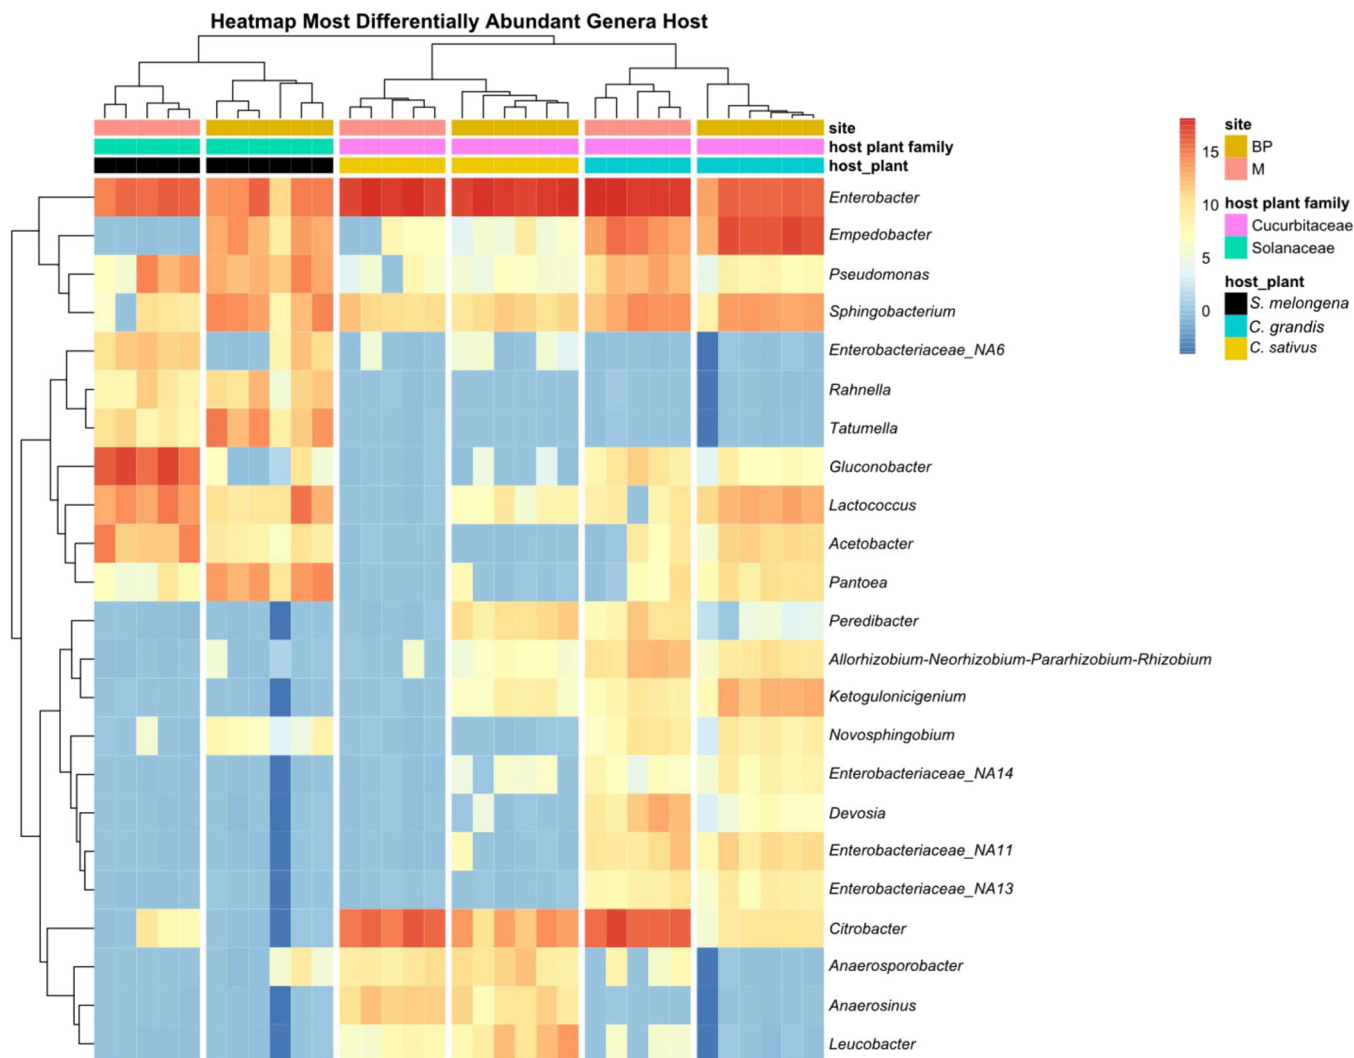 Heatmap Most Differentially Abundant Genera Host
site
host plant family
host_plant
Enterobacter
Empedobacter
Pseudomonas
Sphingobacterium
Enterobacteriaceae_NA6
Rahnella
Tatumella
Gluconobacter
Lactococcus
Acetobacter
Pantoea
Peredibacter
Allorhizobium-Neorhizobium-Pararhizobium-Rhizobium
Ketogulonicigenium
Novosphingobium
Enterobacteriaceae_NA14
Devosia
Enterobacteriaceae_NA11
Enterobacteriaceae_NA13
Citrobacter
Anaerosporobacter
Anaerosinus
Leucobacter
15
10
5
0
site
BP
M
host plant family
Cucurbitaceae
Solanaceae
host_plant
S. melongena
C. grandis
C. sativus